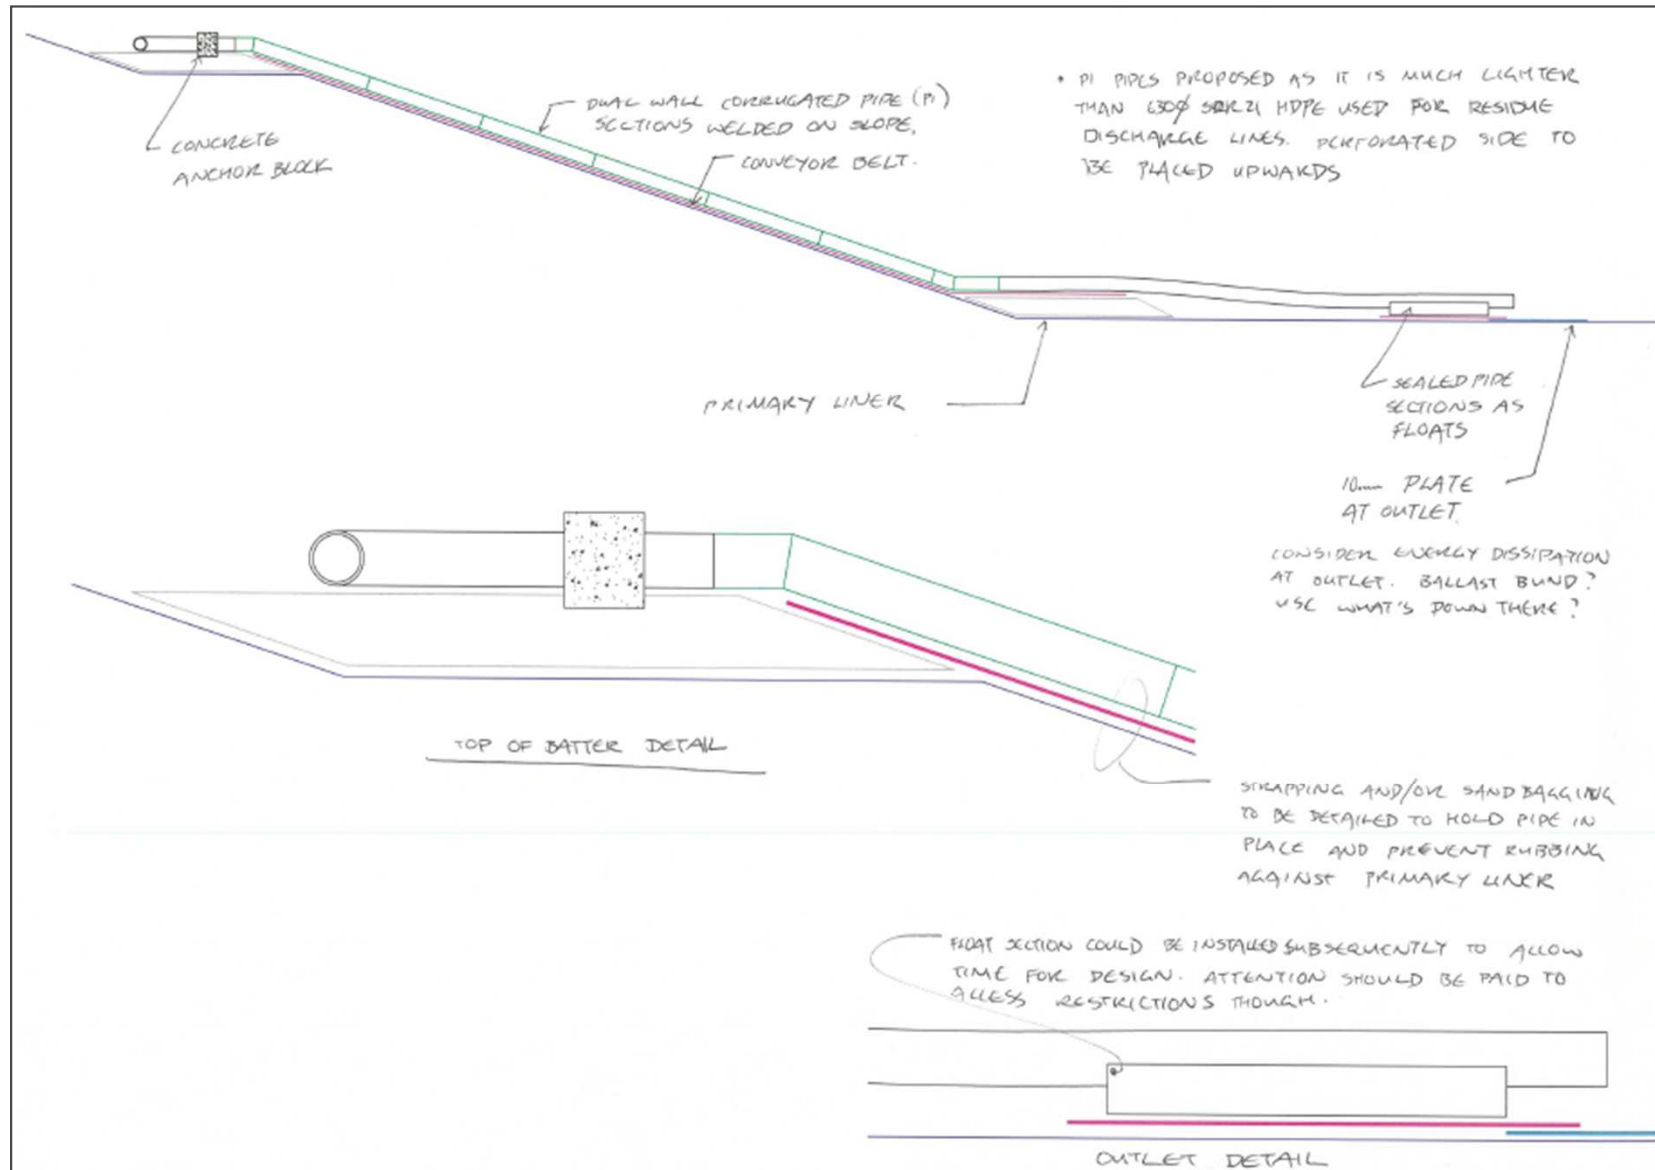 DUAL WALL CORRUGATED PIPE (PI)
SECTIONS WELDED ON SLOPE.
CONVEYOR BELT.
CONCRETE
ANCHOR BLOCK
• PI PIPES PROPOSED AS IT IS MUCH LIGHTER
THAN 630φ SDR21 HDPE USED FOR RESIDUE
DISCHARGE LINES. PERFORATED SIDE TO
BE PLACED UPWARDS
PRIMARY LINER
SEALED PIPE
SECTIONS AS
FLOATS
10mm PLATE
AT OUTLET.
CONSIDER ENERGY DISSIPATION
AT OUTLET. BALLAST BUND?
USE WHAT'S DOWN THERE?
TOP OF BATTER DETAIL
STRAPPING AND/OR SANDBAGGING
TO BE DETAILED TO HOLD PIPE IN
PLACE AND PREVENT RUBBING
AGAINST PRIMARY LINER
FLOAT SECTION COULD BE INSTALLED SUBSEQUENTLY TO ALLOW
TIME FOR DESIGN. ATTENTION SHOULD BE PAID TO
ACCESS RESTRICTIONS THOUGH.
OUTLET DETAIL